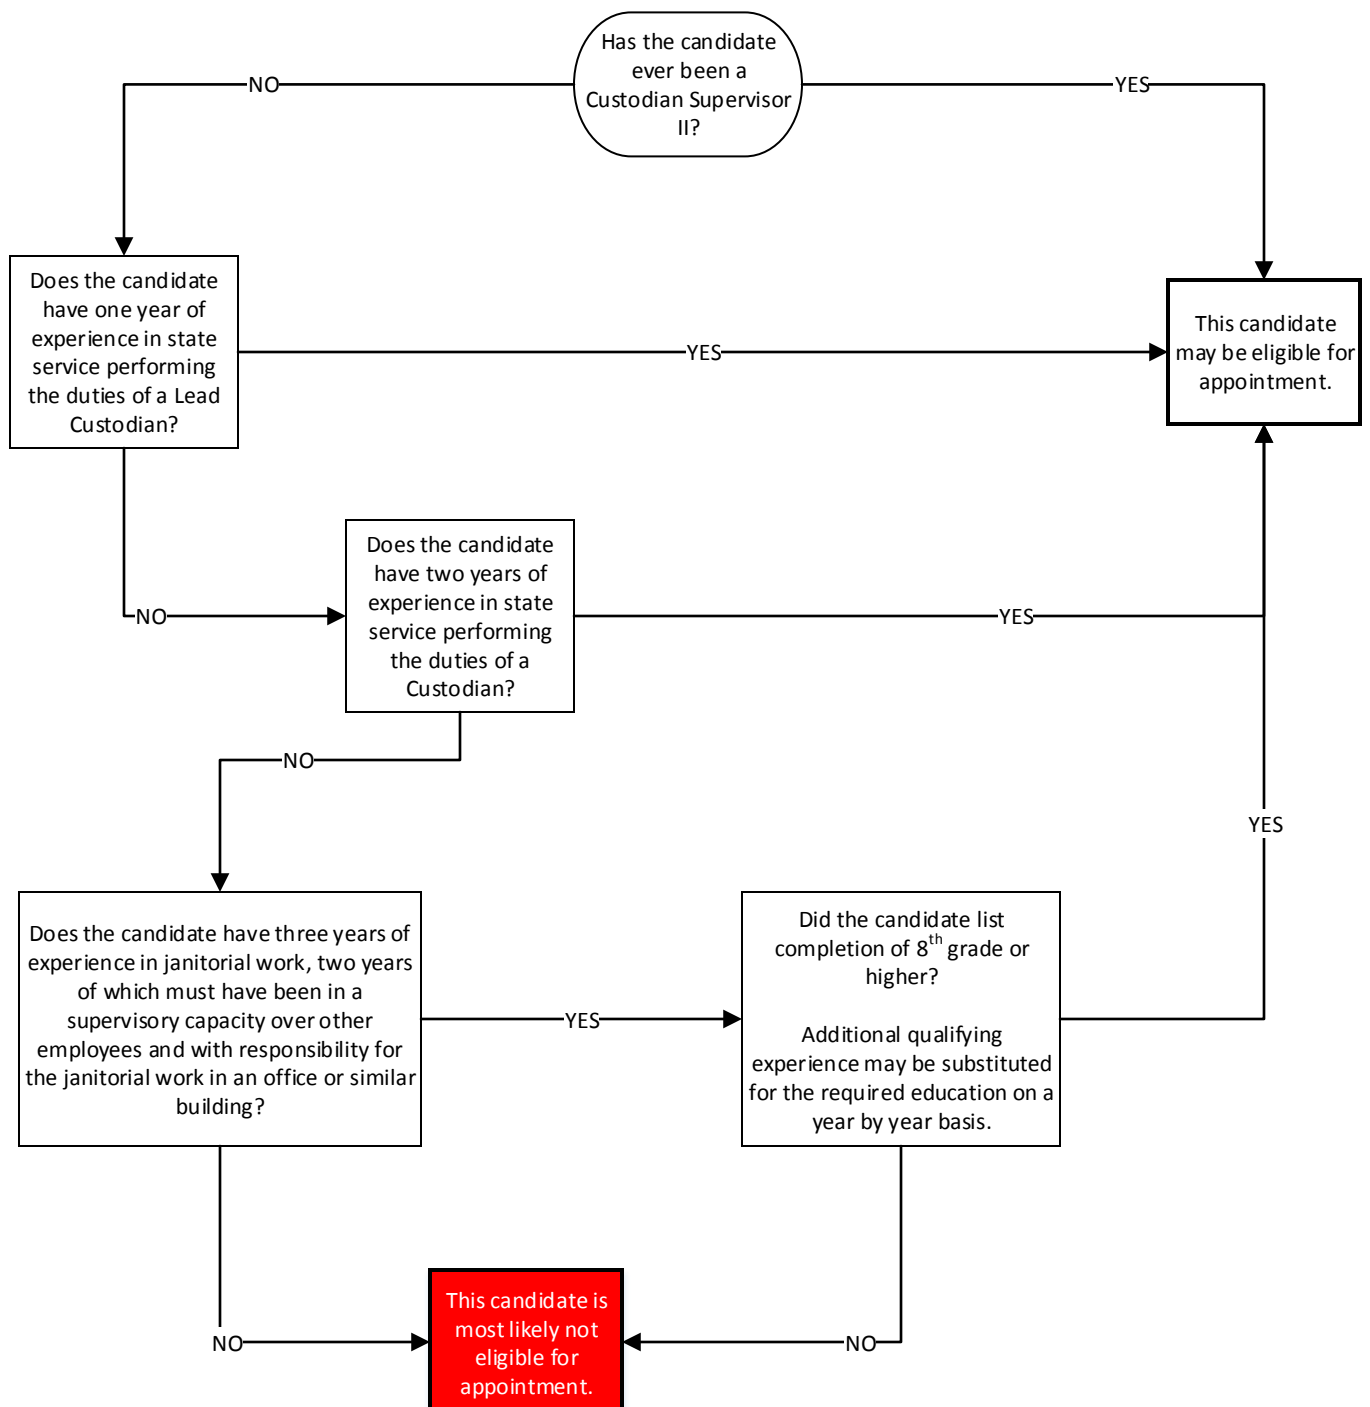 Has the candidate
ever been a
Custodian Supervisor
II?
NO
YES
Does the candidate
have one year of
experience in state
service performing
the duties of a Lead
Custodian?
YES
This candidate
may be eligible for
appointment.
NO
Does the candidate
have two years of
experience in state
service performing
the duties of a
Custodian?
YES
NO
YES
Does the candidate have three years of
experience in janitorial work, two years
of which must have been in a
supervisory capacity over other
employees and with responsibility for
the janitorial work in an office or similar
building?
YES
Did the candidate list
completion of 8th grade or
higher?
Additional qualifying
experience may be substituted
for the required education on a
year by year basis.
NO
This candidate is
most likely not
eligible for
appointment.
NO